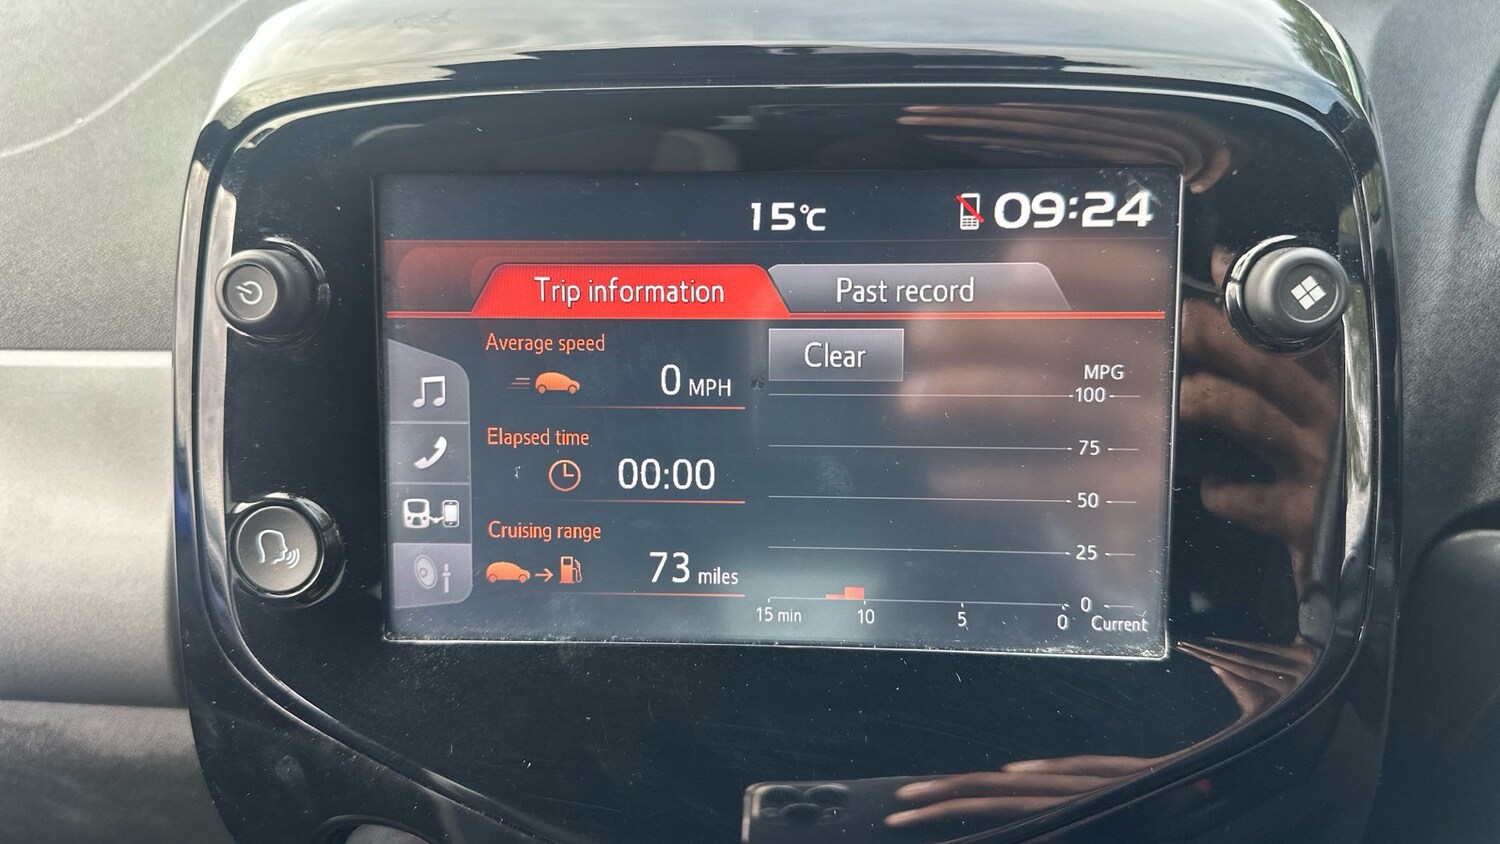 15°C 09:24
Trip information Past record
Average speed
Clear
0 MPH
MPG
100
75
Elapsed time
00:00
50
Cruising range
25
73 miles
0
15 min 10 5 0 Current